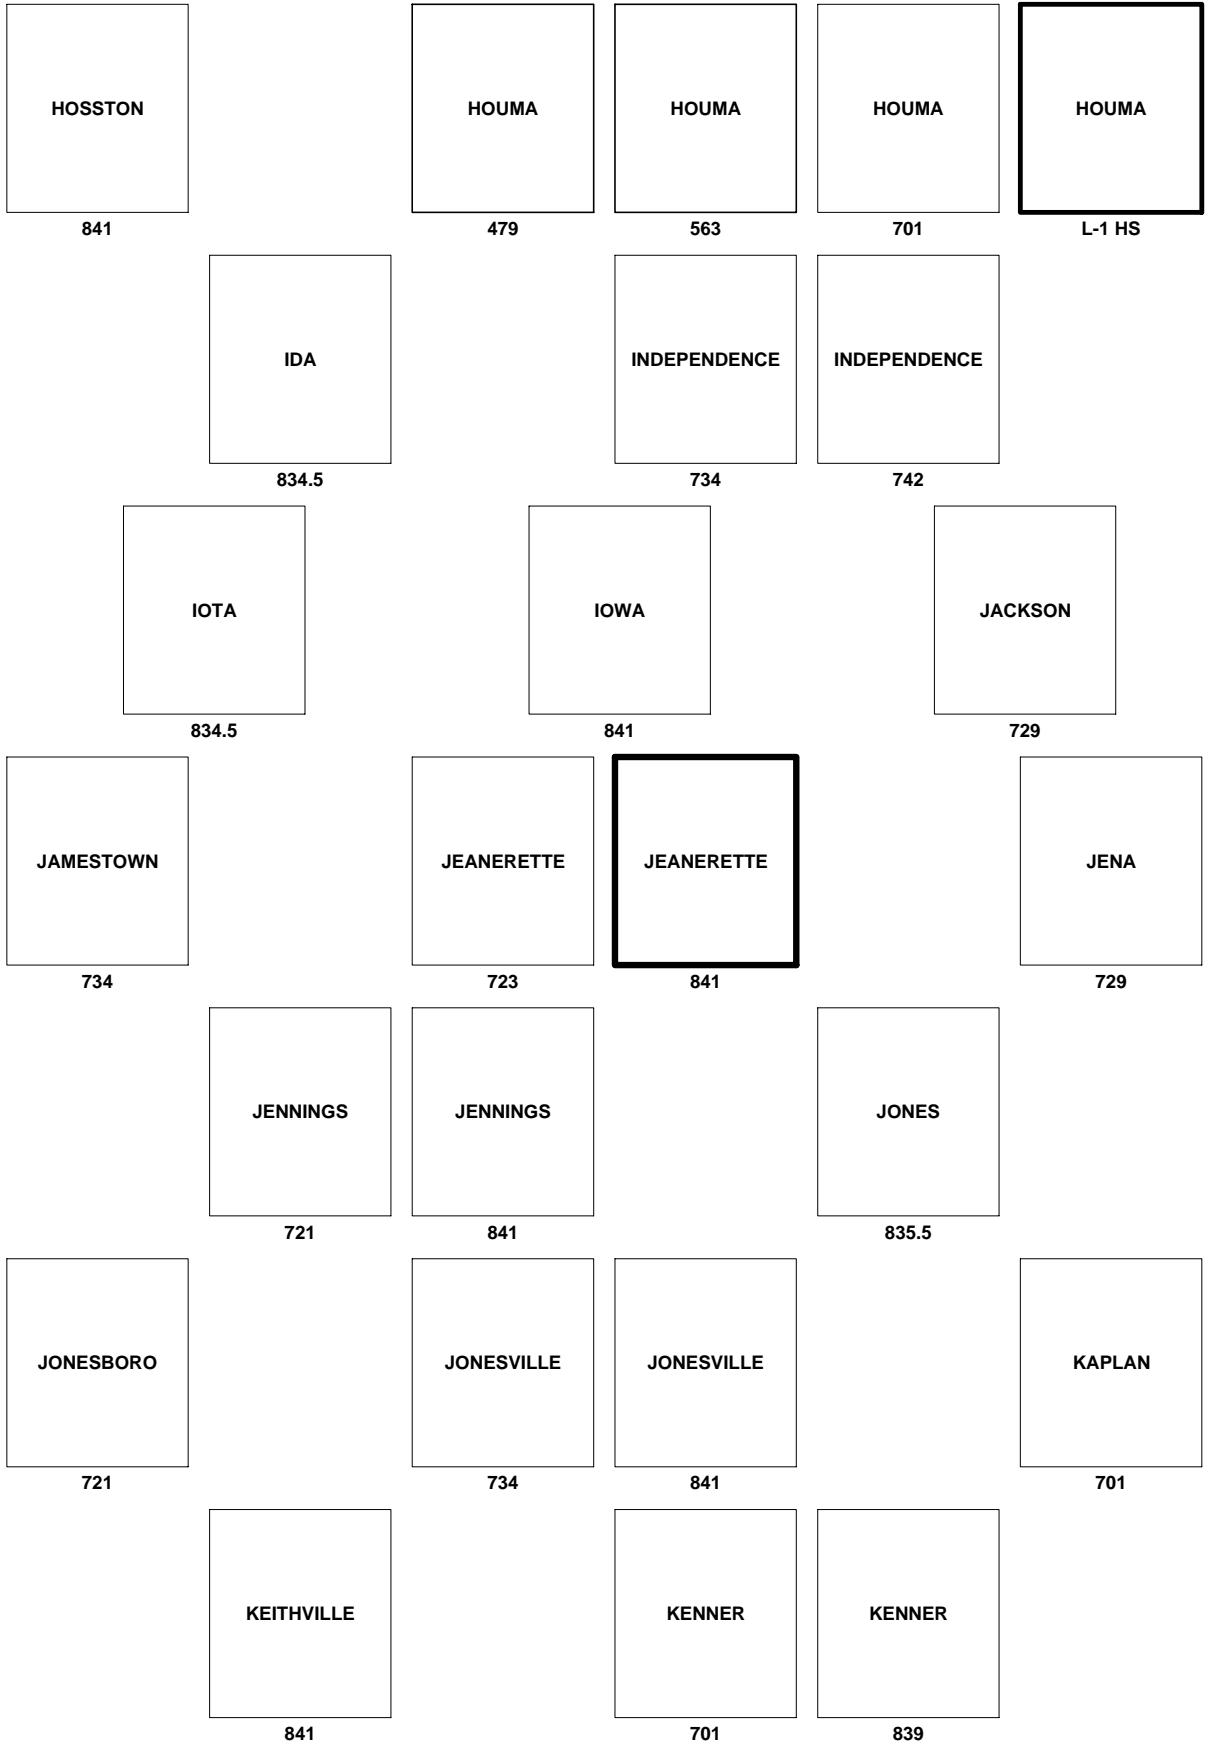 HOSSTON HOUMA HOUMA HOUMA HOUMA
841 479 563 701 L-1 HS
IDA INDEPENDENCE INDEPENDENCE
834.5 734 742
IOTA IOWA JACKSON
834.5 841 729
JAMESTOWN JEANERETTE JEANERETTE JENA
734 723 841 729
JENNINGS JENNINGS JONES
721 841 835.5
JONESBORO JONESVILLE JONESVILLE KAPLAN
721 734 841 701
KEITHVILLE KENNER KENNER
841 701 839